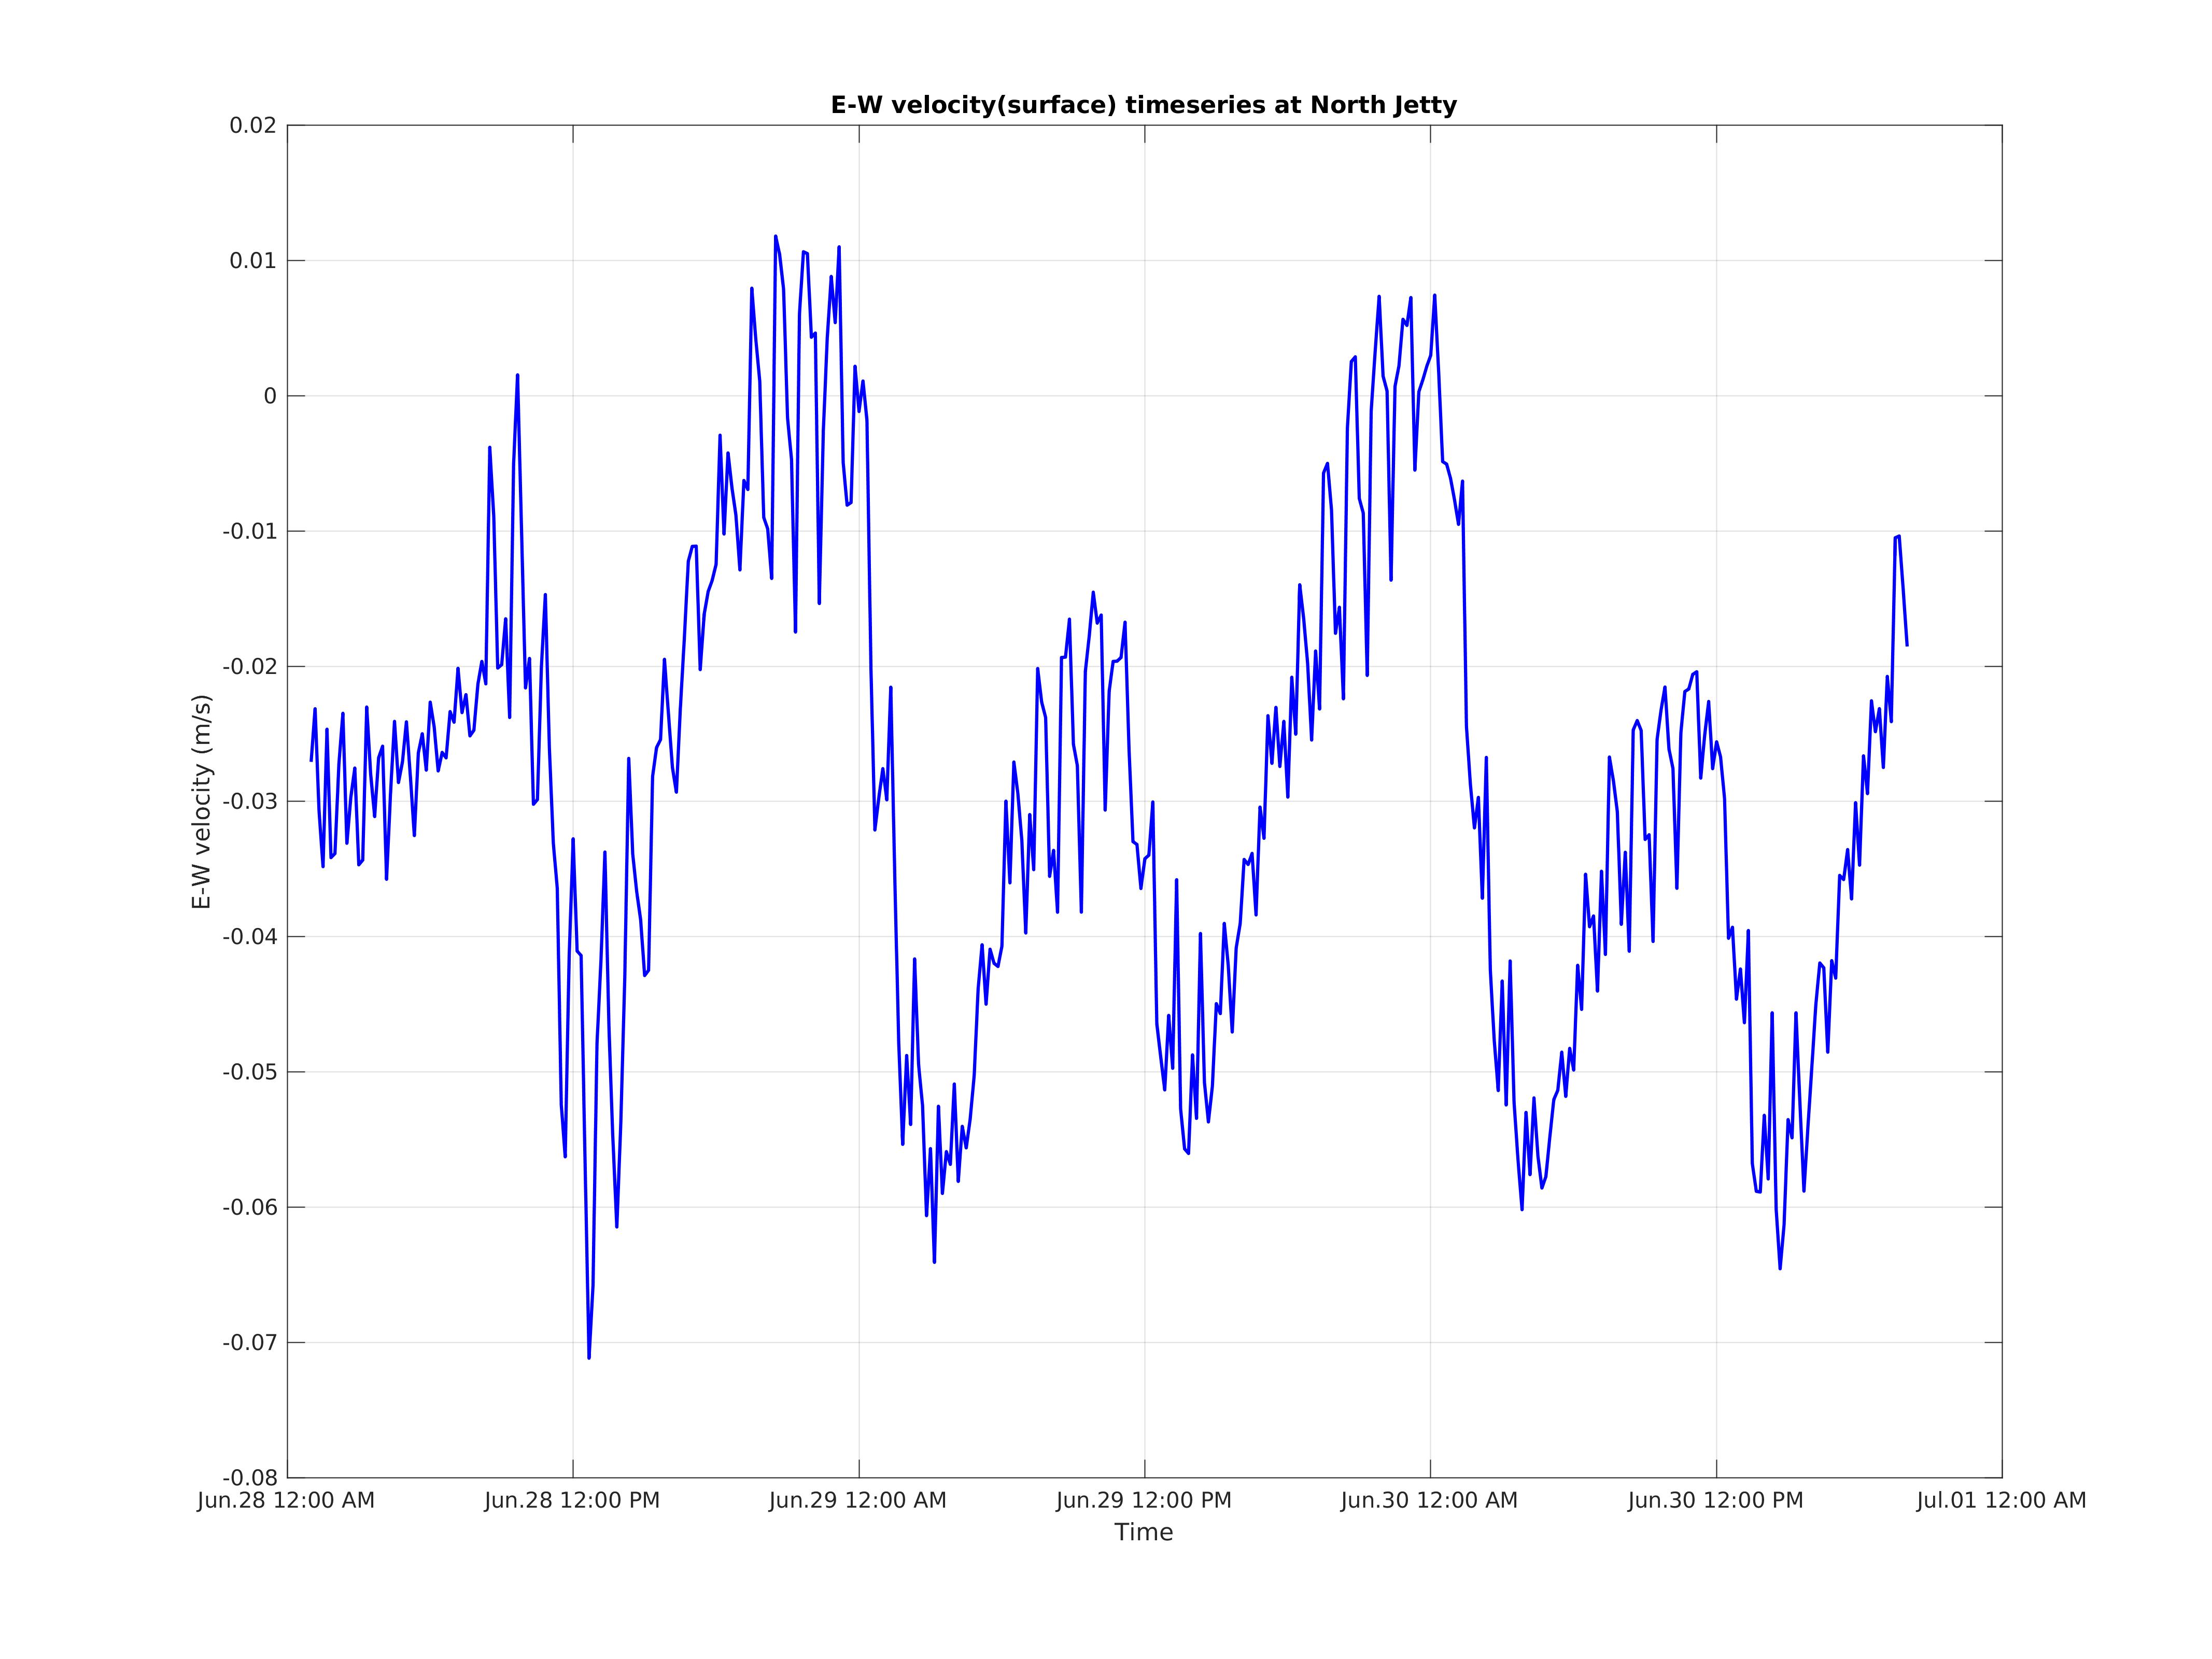 E-W velocity(surface) timeseries at North Jetty
0.02
0.01
0
-0.01
-0.02
-0.03
-0.04
-0.05
-0.06
-0.07
-0.08
E-W velocity (m/s)
Jun.28 12:00 AM
Jun.28 12:00 PM
Jun.29 12:00 AM
Jun.29 12:00 PM
Jun.30 12:00 AM
Jun.30 12:00 PM
Jul.01 12:00 AM
Time